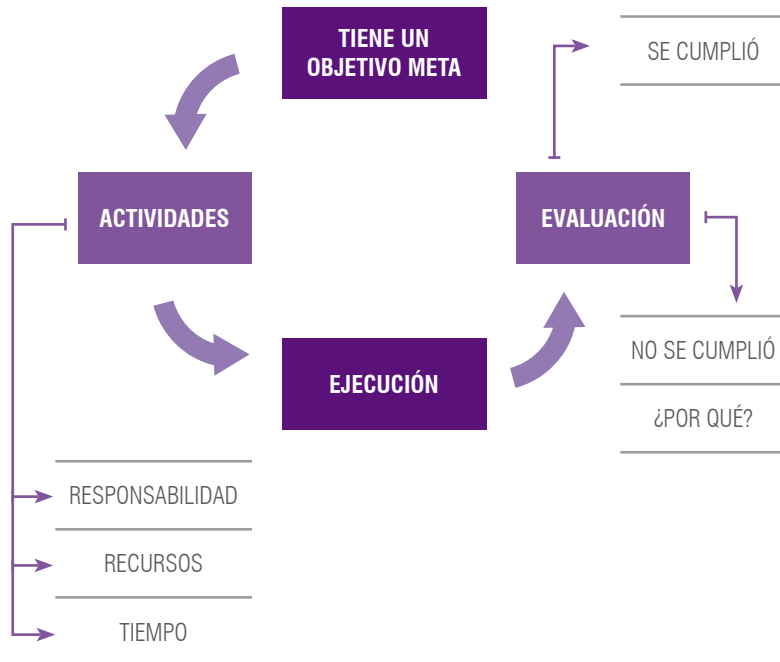 TIENE UN
OBJETIVO META
SE CUMPLIÓ
ACTIVIDADES
EVALUACIÓN
EJECUCIÓN
NO SE CUMPLIÓ
¿POR QUÉ?
RESPONSABILIDAD
RECURSOS
TIEMPO